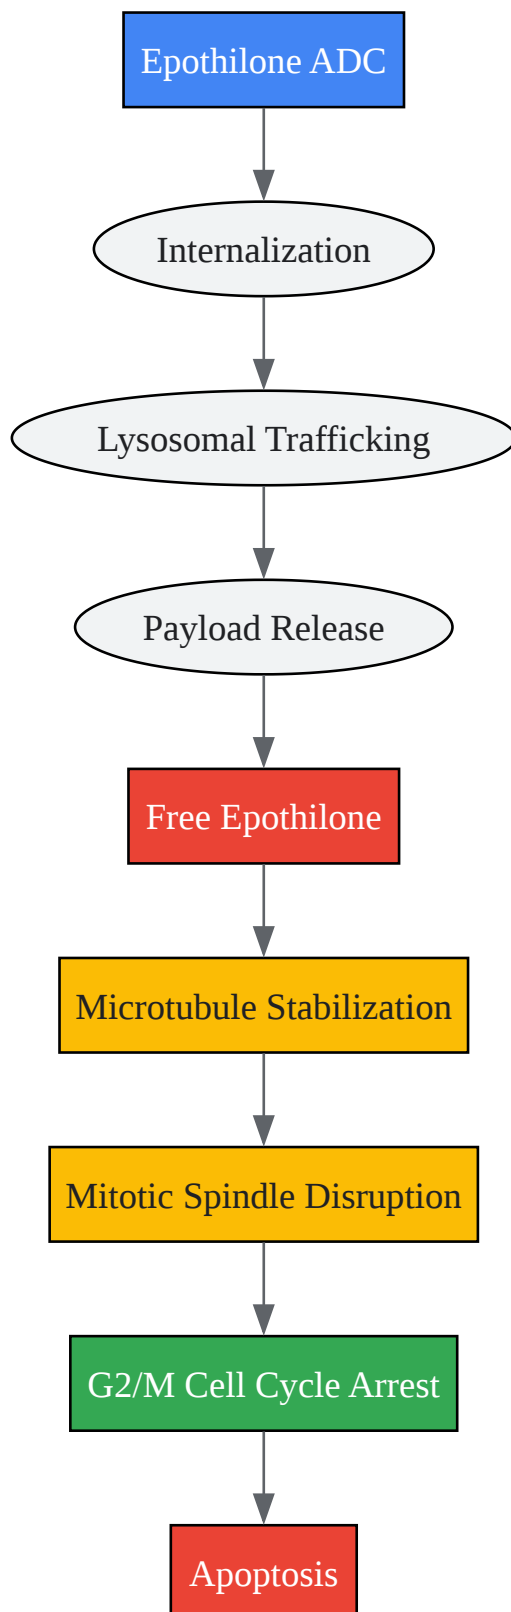 Epothilone ADC
Internalization
Lysosomal Trafficking
Payload Release
Free Epothilone
Microtubule Stabilization
Mitotic Spindle Disruption
G2/M Cell Cycle Arrest
Apoptosis